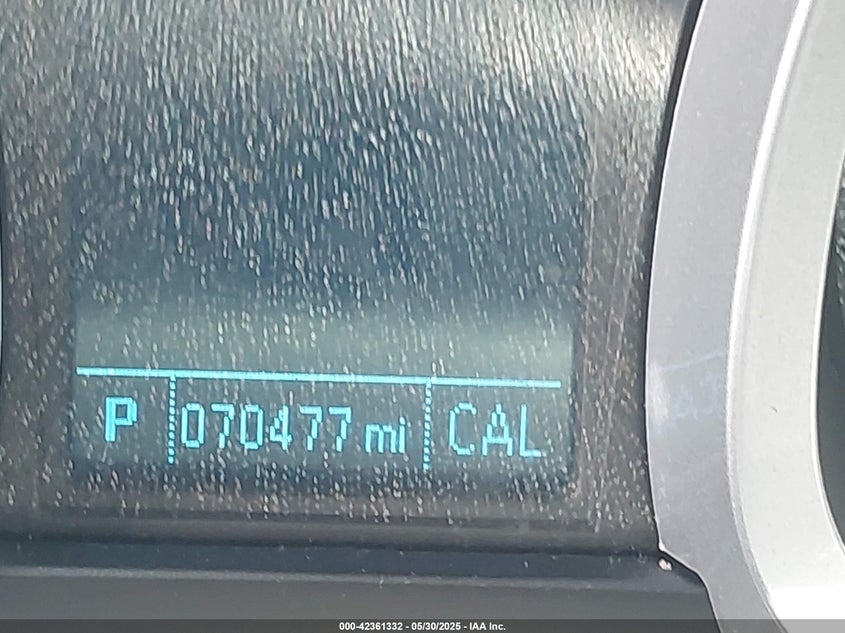 P 070477 mi CAL
000-42361332 - 05/30/2025 - IAA Inc.